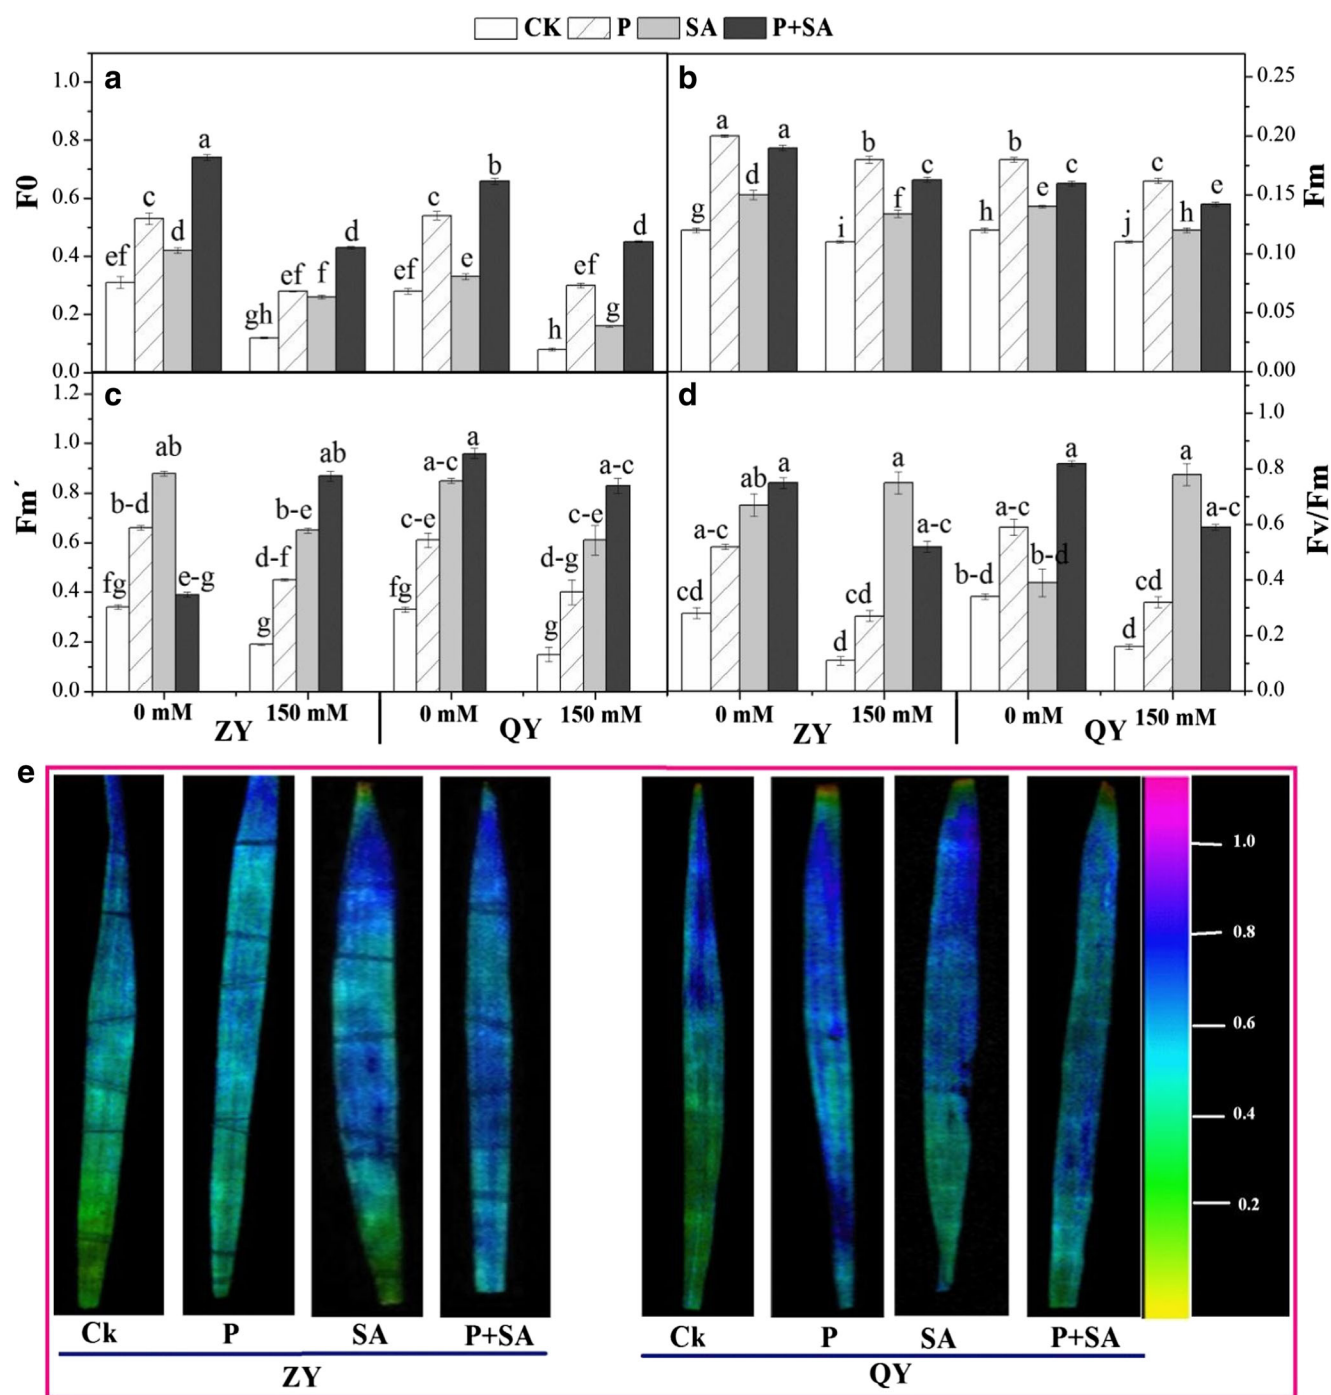 CK P SA P+SA
a
F0
1.0
0.8
0.6
0.4
0.2
0.0
a
b
c
c
d
d
d
ef
ef
ef
e
ef
f
gh
g
h
b
Fm
0.25
0.20
0.15
0.10
0.05
0.00
a
a
b
b
c
c
c
d
e
e
f
g
h
h
i
j
c
Fm´
1.2
1.0
0.8
0.6
0.4
0.2
0.0
fg
b-d
ab
e-g
g
d-f
b-e
ab
fg
c-e
a-c
a
g
d-g
c-e
a-c
0 mM 150 mM 0 mM 150 mM
ZY QY
d
Fv/Fm
1.0
0.8
0.6
0.4
0.2
0.0
cd
a-c
ab
a
d
cd
a
a-c
b-d
a-c
b-d
a
d
cd
a
a-c
0 mM 150 mM 0 mM 150 mM
ZY QY
e
1.0
0.8
0.6
0.4
0.2
Ck P SA P+SA Ck P SA P+SA
ZY QY